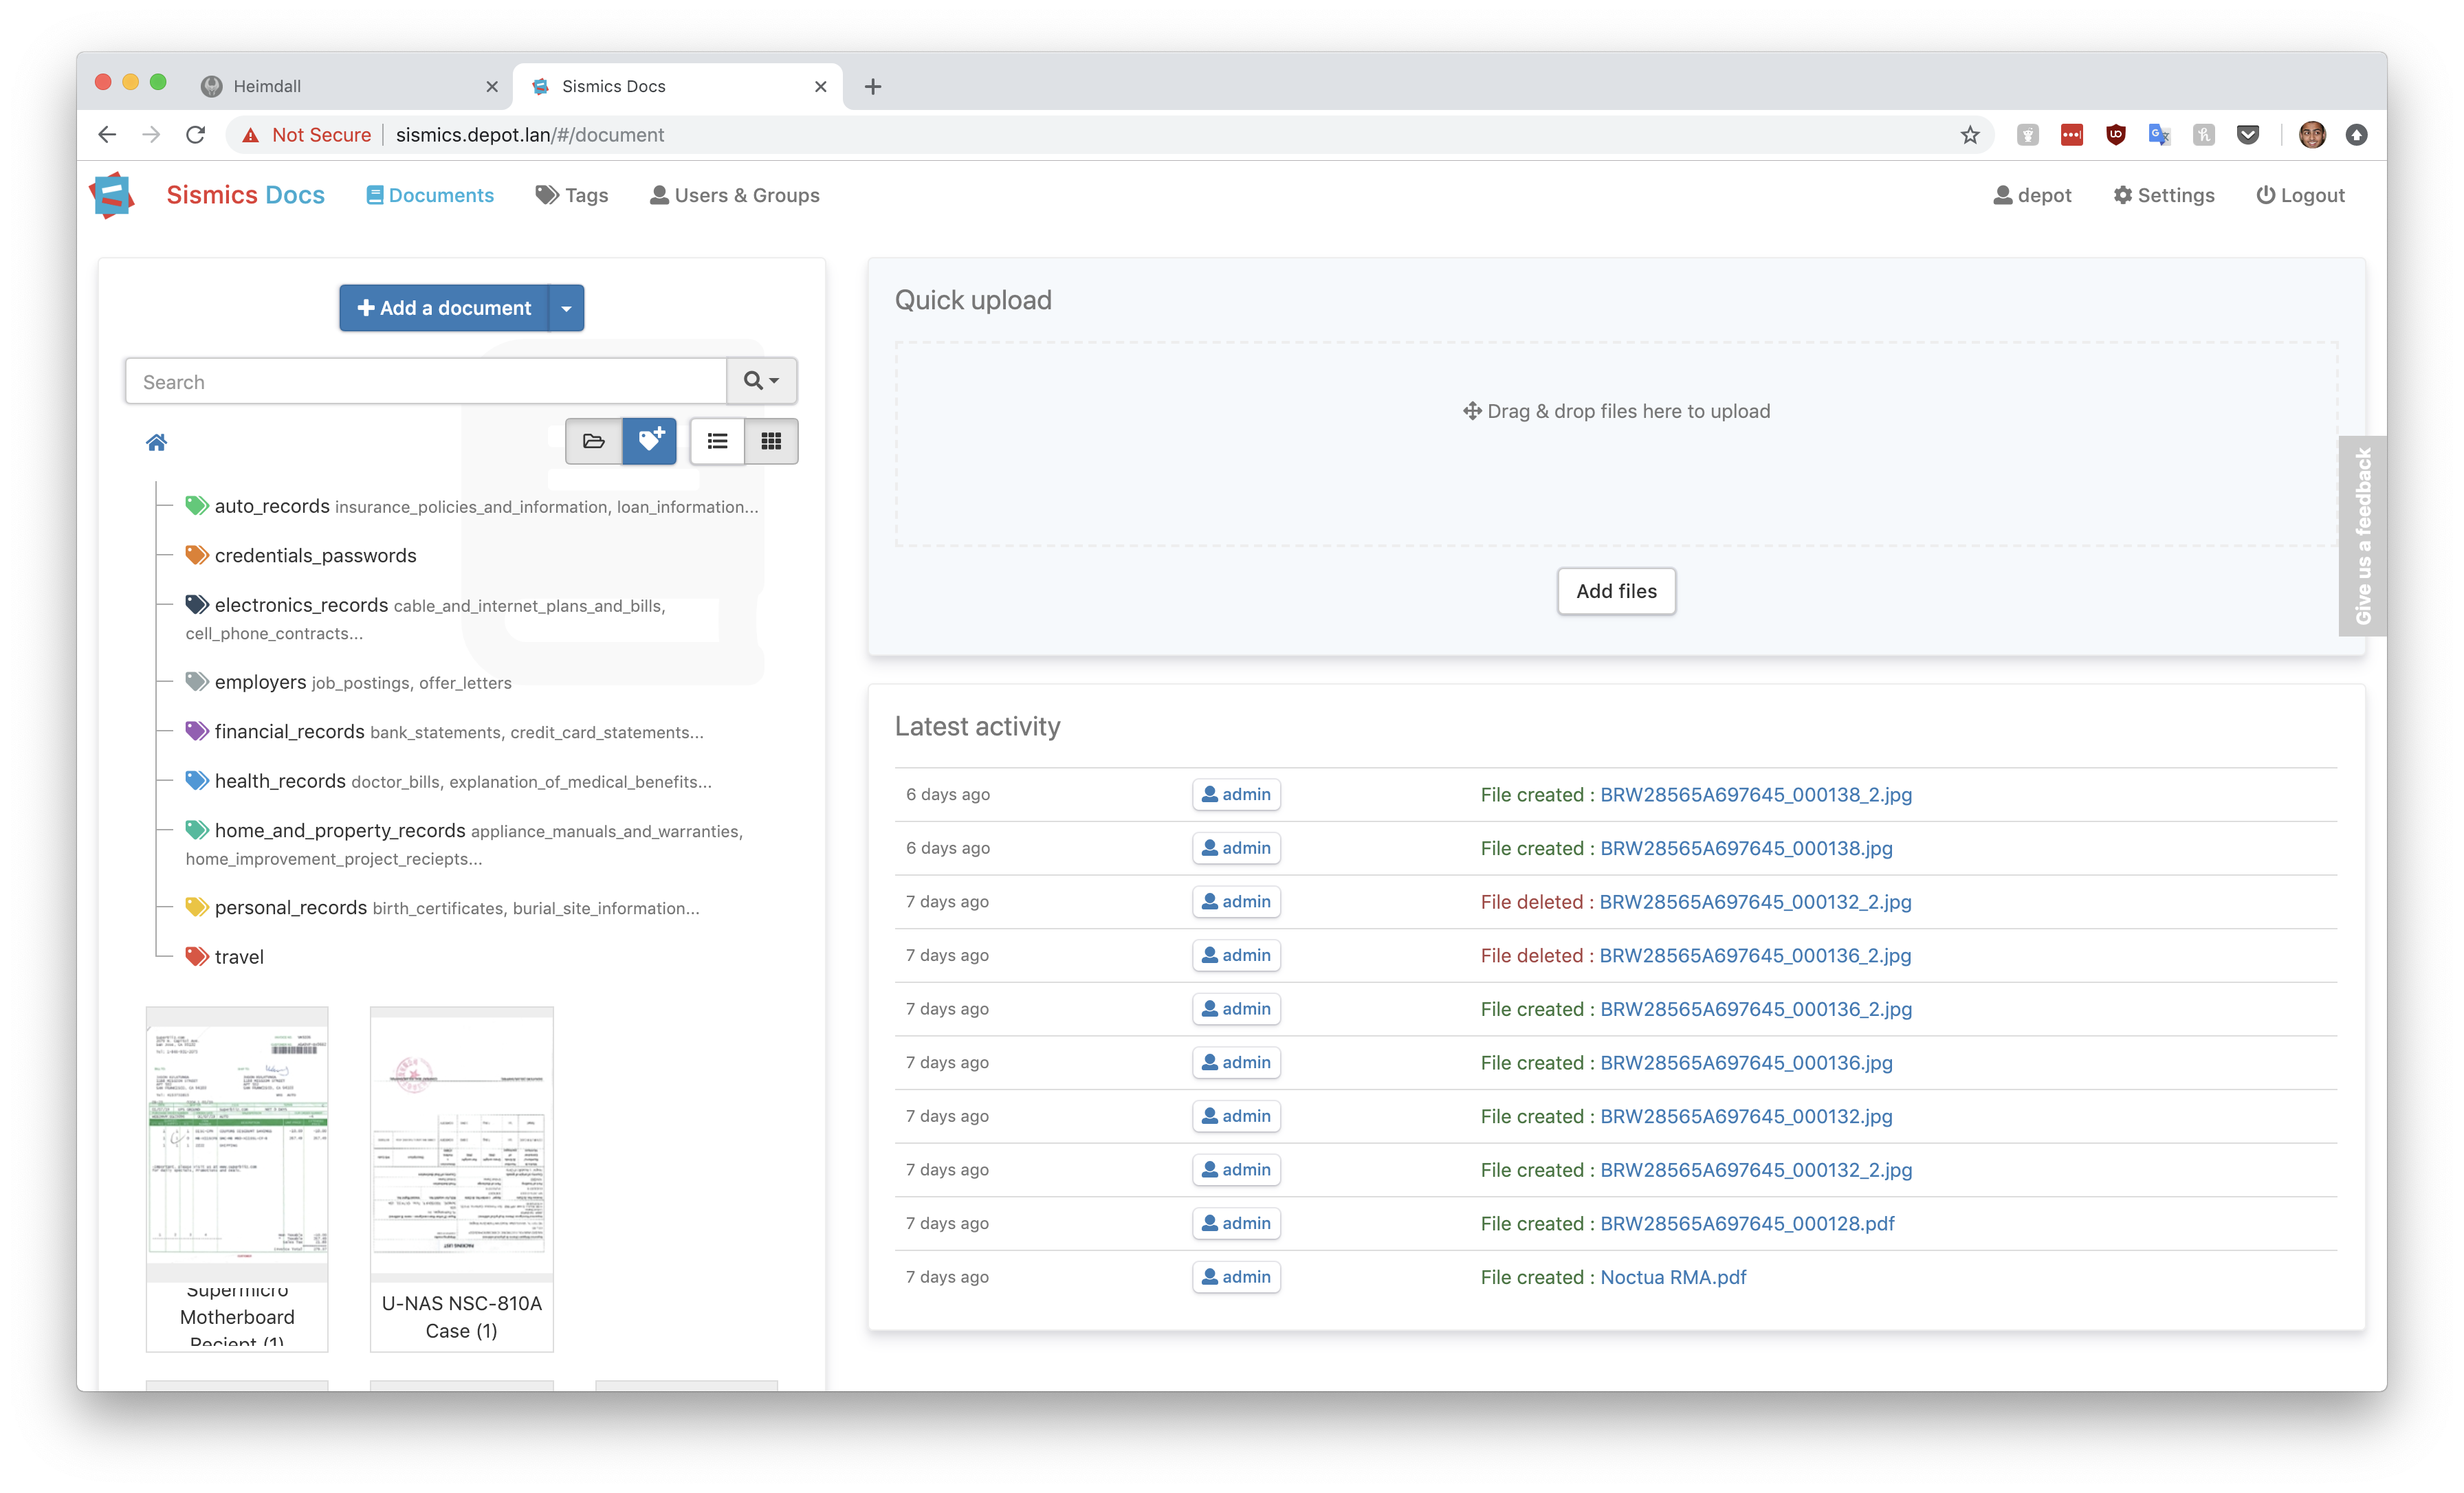 Heimdall
Sismics Docs
Not Secure
sismics.depot.lan/#/document
Sismics Docs
Documents
Tags
Users & Groups
depot
Settings
Logout
Add a document
Search
auto_records insurance_policies_and_information, loan_information...
credentials_passwords
electronics_records cable_and_internet_plans_and_bills,
cell_phone_contracts...
employers job_postings, offer_letters
financial_records bank_statements, credit_card_statements...
health_records doctor_bills, explanation_of_medical_benefits...
home_and_property_records appliance_manuals_and_warranties,
home_improvement_project_reciepts...
personal_records birth_certificates, burial_site_information...
travel
Supermicro
Motherboard
Reciept (1)
U-NAS NSC-810A
Case (1)
Quick upload
Drag & drop files here to upload
Add files
Give us a feedback
Latest activity
6 days ago admin File created : BRW28565A697645_000138_2.jpg
6 days ago admin File created : BRW28565A697645_000138.jpg
7 days ago admin File deleted : BRW28565A697645_000132_2.jpg
7 days ago admin File deleted : BRW28565A697645_000136_2.jpg
7 days ago admin File created : BRW28565A697645_000136_2.jpg
7 days ago admin File created : BRW28565A697645_000136.jpg
7 days ago admin File created : BRW28565A697645_000132.jpg
7 days ago admin File created : BRW28565A697645_000132_2.jpg
7 days ago admin File created : BRW28565A697645_000128.pdf
7 days ago admin File created : Noctua RMA.pdf